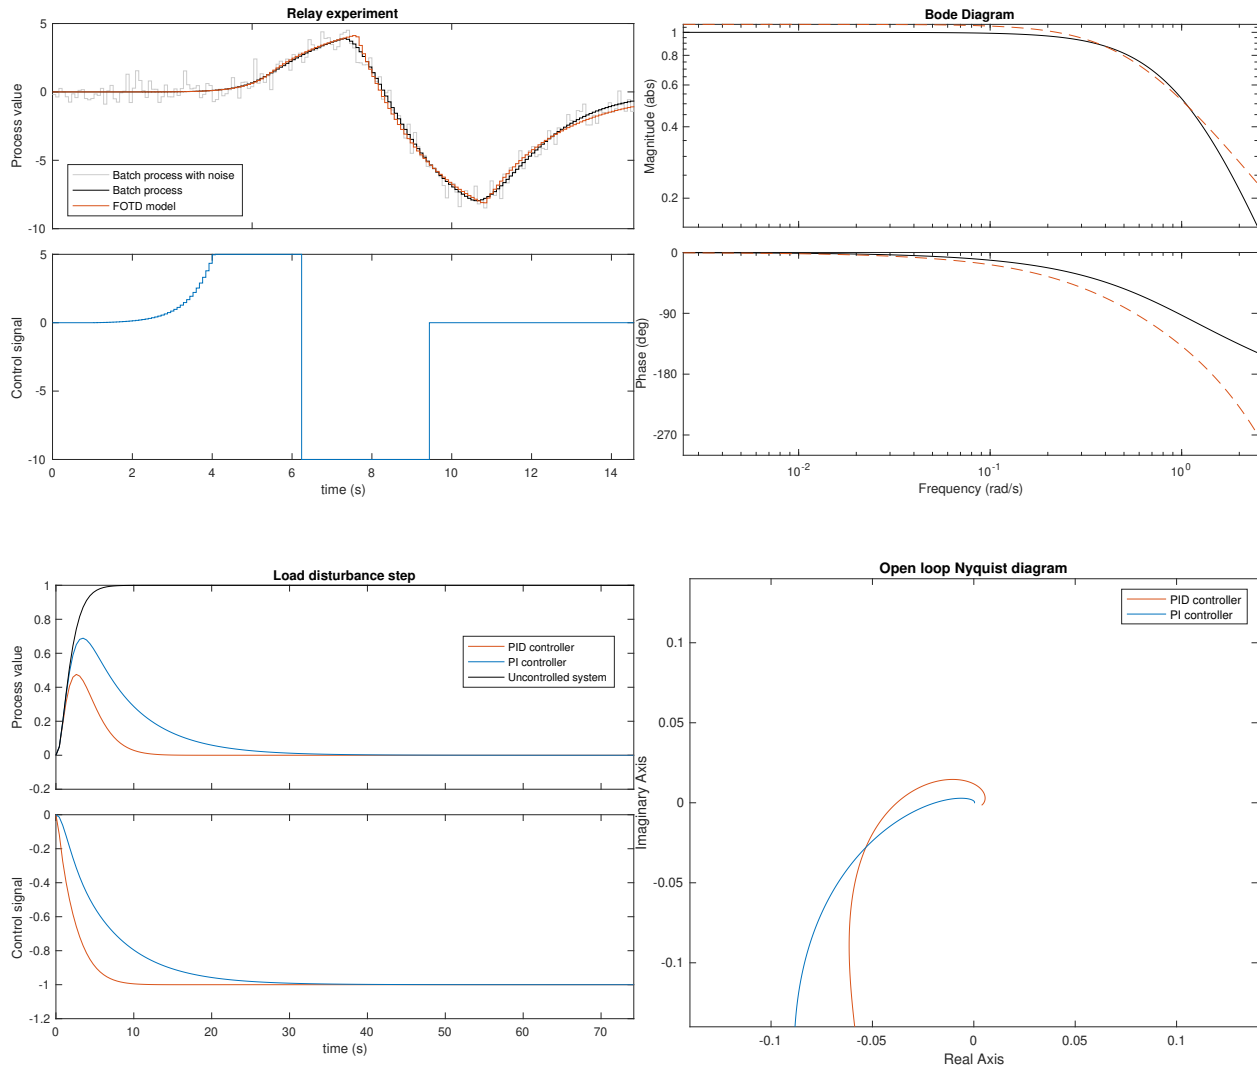 Relay experiment
5
0
-5
-10
Process value
Batch process with noise
Batch process
FOTD model
5
0
-5
-10
Control signal
0 2 4 6 8 10 12 14
time (s)
Bode Diagram
1
0.8
0.6
0.4
0.2
Magnitude (abs)
0
-90
-180
-270
Phase (deg)
10^-2 10^-1 10^0
Frequency (rad/s)
Load disturbance step
1
0.8
0.6
0.4
0.2
0
-0.2
Process value
PID controller
PI controller
Uncontrolled system
0
-0.2
-0.4
-0.6
-0.8
-1
-1.2
Control signal
0 10 20 30 40 50 60 70
time (s)
Open loop Nyquist diagram
PID controller
PI controller
0.1
0.05
0
-0.05
-0.1
Imaginary Axis
-0.1 -0.05 0 0.05 0.1
Real Axis